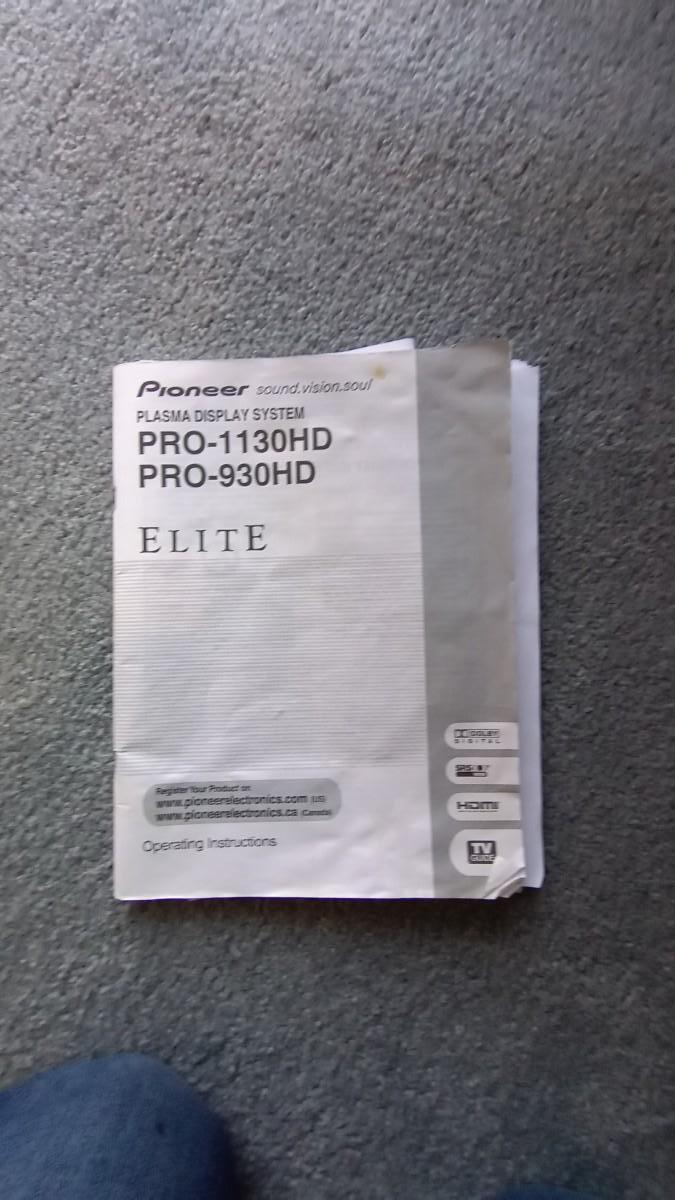 Pioneer sound.vision.soul
PLASMA DISPLAY SYSTEM
PRO-1130HD
PRO-930HD
ELITE
DOLBY
DIGITAL
SRS
HDMI
TV
GUIDE
Register Your Product on
www.pioneerelectronics.com (US)
www.pioneerelectronics.ca (Canada)
Operating Instructions